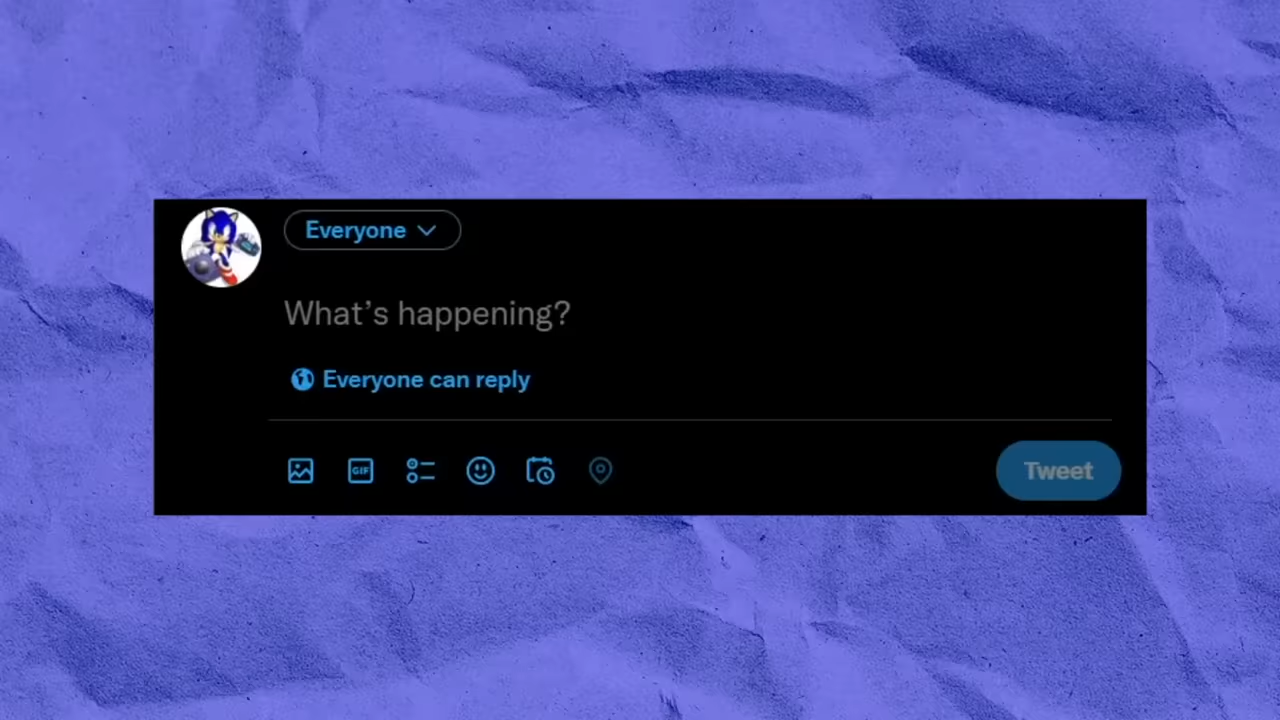 Everyone
What’s happening?
Everyone can reply
GIF
Tweet